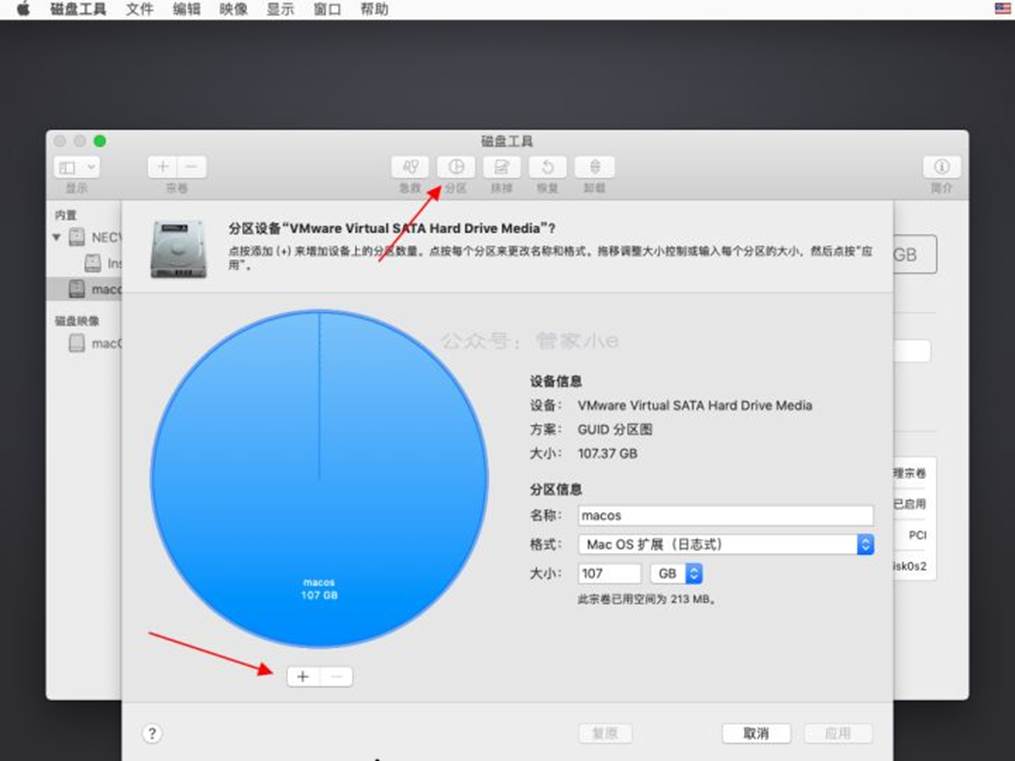 磁盘工具 文件 编辑 映像 显示 窗口 帮助
磁盘工具
显示 宗卷 急救 分区 抹掉 恢复 卸载 简介
内置
NECV
Ins
macc
磁盘映像
macC
GB
分区设备“VMware Virtual SATA Hard Drive Media”?
点按添加 (+) 来增加设备上的分区数量。点按每个分区来更改名称和格式。拖移调整大小控制或输入每个分区的大小，然后点按“应
用”。
公众号：管家小e
macos
107 GB
设备信息
设备： VMware Virtual SATA Hard Drive Media
方案： GUID 分区图
大小： 107.37 GB
分区信息
名称： macos
格式： Mac OS 扩展（日志式）
大小： 107 GB
此宗卷已用空间为 213 MB。
理宗卷
已启用
PCI
isk0s2
+ −
? 复原 取消 应用